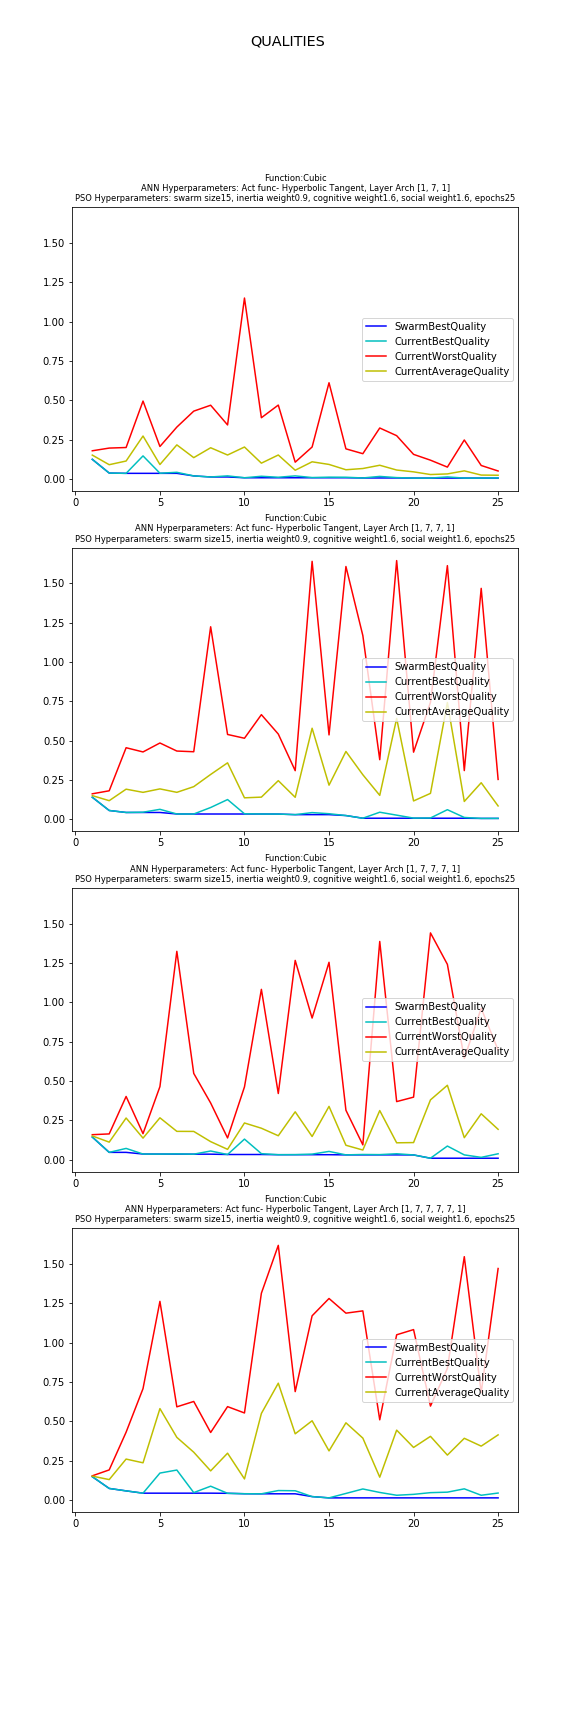 QUALITIES
Function:Cubic
ANN Hyperparameters: Act func- Hyperbolic Tangent, Layer Arch [1, 7, 1]
PSO Hyperparameters: swarm size15, inertia weight0.9, cognitive weight1.6, social weight1.6, epochs25
1.50
1.25
1.00
0.75
0.50
0.25
0.00
SwarmBestQuality
CurrentBestQuality
CurrentWorstQuality
CurrentAverageQuality
0 5 10 15 20 25
Function:Cubic
ANN Hyperparameters: Act func- Hyperbolic Tangent, Layer Arch [1, 7, 7, 1]
PSO Hyperparameters: swarm size15, inertia weight0.9, cognitive weight1.6, social weight1.6, epochs25
1.50
1.25
1.00
0.75
0.50
0.25
0.00
SwarmBestQuality
CurrentBestQuality
CurrentWorstQuality
CurrentAverageQuality
0 5 10 15 20 25
Function:Cubic
ANN Hyperparameters: Act func- Hyperbolic Tangent, Layer Arch [1, 7, 7, 7, 1]
PSO Hyperparameters: swarm size15, inertia weight0.9, cognitive weight1.6, social weight1.6, epochs25
1.50
1.25
1.00
0.75
0.50
0.25
0.00
SwarmBestQuality
CurrentBestQuality
CurrentWorstQuality
CurrentAverageQuality
0 5 10 15 20 25
Function:Cubic
ANN Hyperparameters: Act func- Hyperbolic Tangent, Layer Arch [1, 7, 7, 7, 7, 1]
PSO Hyperparameters: swarm size15, inertia weight0.9, cognitive weight1.6, social weight1.6, epochs25
1.50
1.25
1.00
0.75
0.50
0.25
0.00
SwarmBestQuality
CurrentBestQuality
CurrentWorstQuality
CurrentAverageQuality
0 5 10 15 20 25